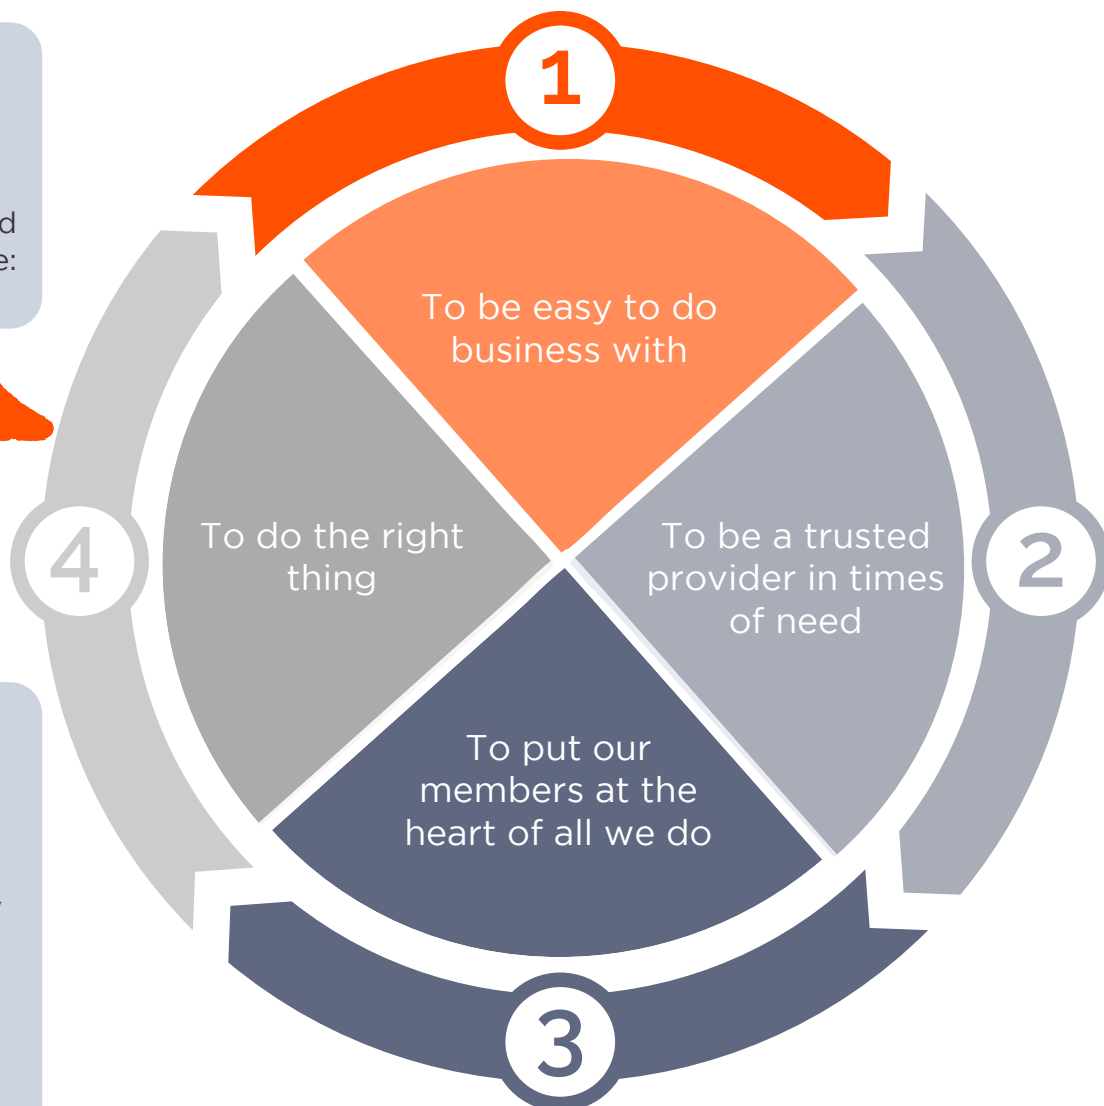 d
e:
1
To be easy to do
business with
2
To be a trusted
provider in times
of need
3
To put our
members at the
heart of all we do
4
To do the right
thing